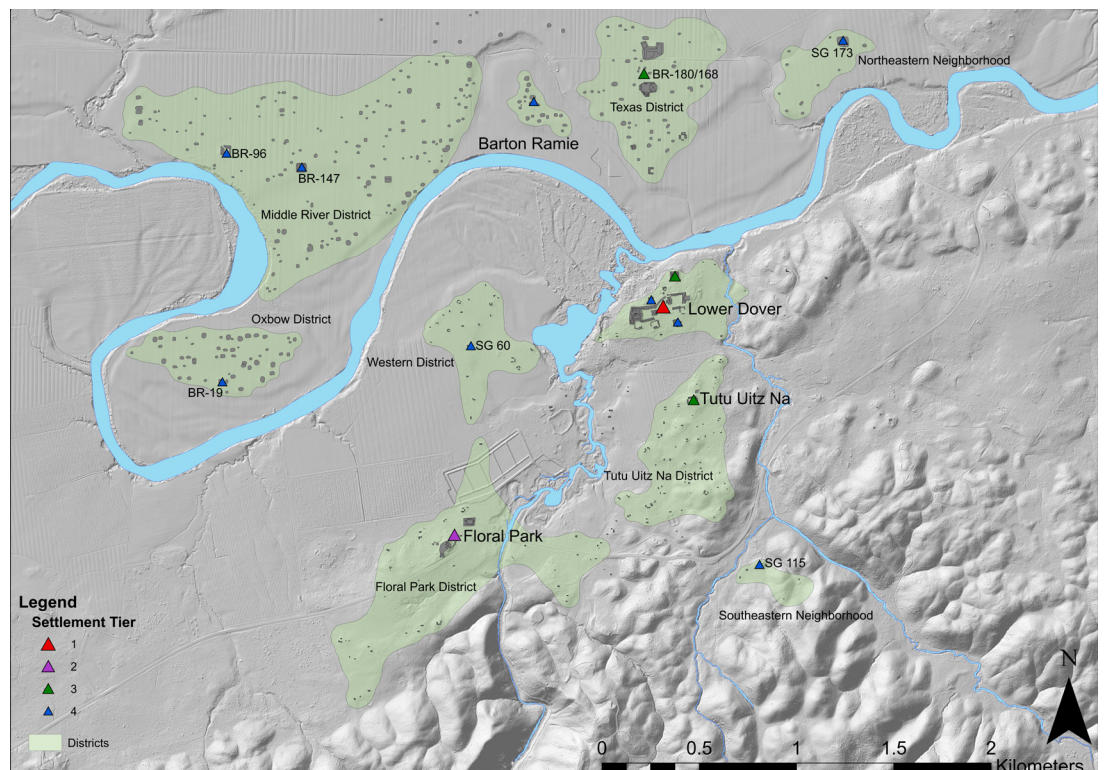 SG 173
Northeastern Neighborhood
BR-180/168
Texas District
Barton Ramie
BR-96
BR-147
Middle River District
Lower Dover
Oxbow District
SG 60
Western District
BR-19
Tutu Uitz Na
Tutu Uitz Na District
Floral Park
SG 115
Floral Park District
Southeastern Neighborhood
Legend
Settlement Tier
1
2
3
4
Districts
N
0 0.5 1 1.5 2
Kilometers